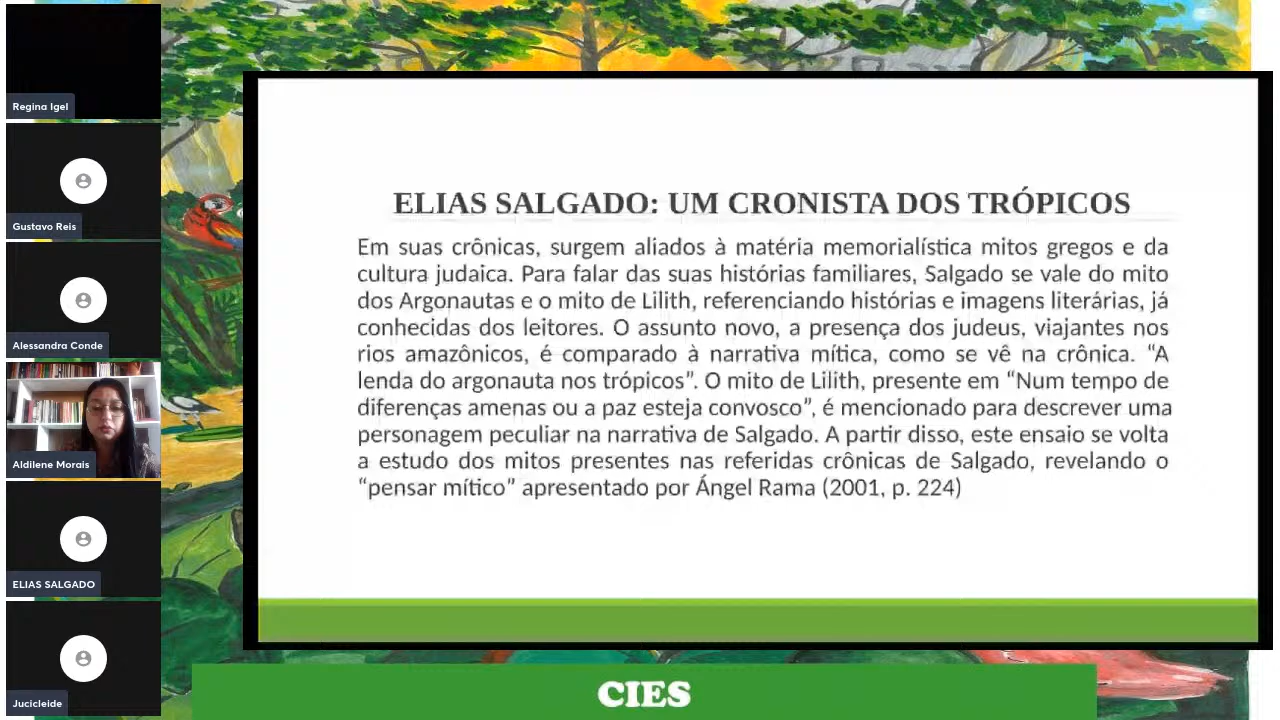 Regina Igel
Gustavo Reis
Alessandra Conde
Aldilene Morais
ELIAS SALGADO
Jucicleide
ELIAS SALGADO: UM CRONISTA DOS TRÓPICOS
Em suas crônicas, surgem aliados à matéria memorialística mitos gregos e da
cultura judaica. Para falar das suas histórias familiares, Salgado se vale do mito
dos Argonautas e o mito de Lilith, referenciando histórias e imagens literárias, já
conhecidas dos leitores. O assunto novo, a presença dos judeus, viajantes nos
rios amazônicos, é comparado à narrativa mítica, como se vê na crônica. “A
lenda do argonauta nos trópicos”. O mito de Lilith, presente em “Num tempo de
diferenças amenas ou a paz esteja convosco”, é mencionado para descrever uma
personagem peculiar na narrativa de Salgado. A partir disso, este ensaio se volta
a estudo dos mitos presentes nas referidas crônicas de Salgado, revelando o
“pensar mítico” apresentado por Ángel Rama (2001, p. 224)
CIES